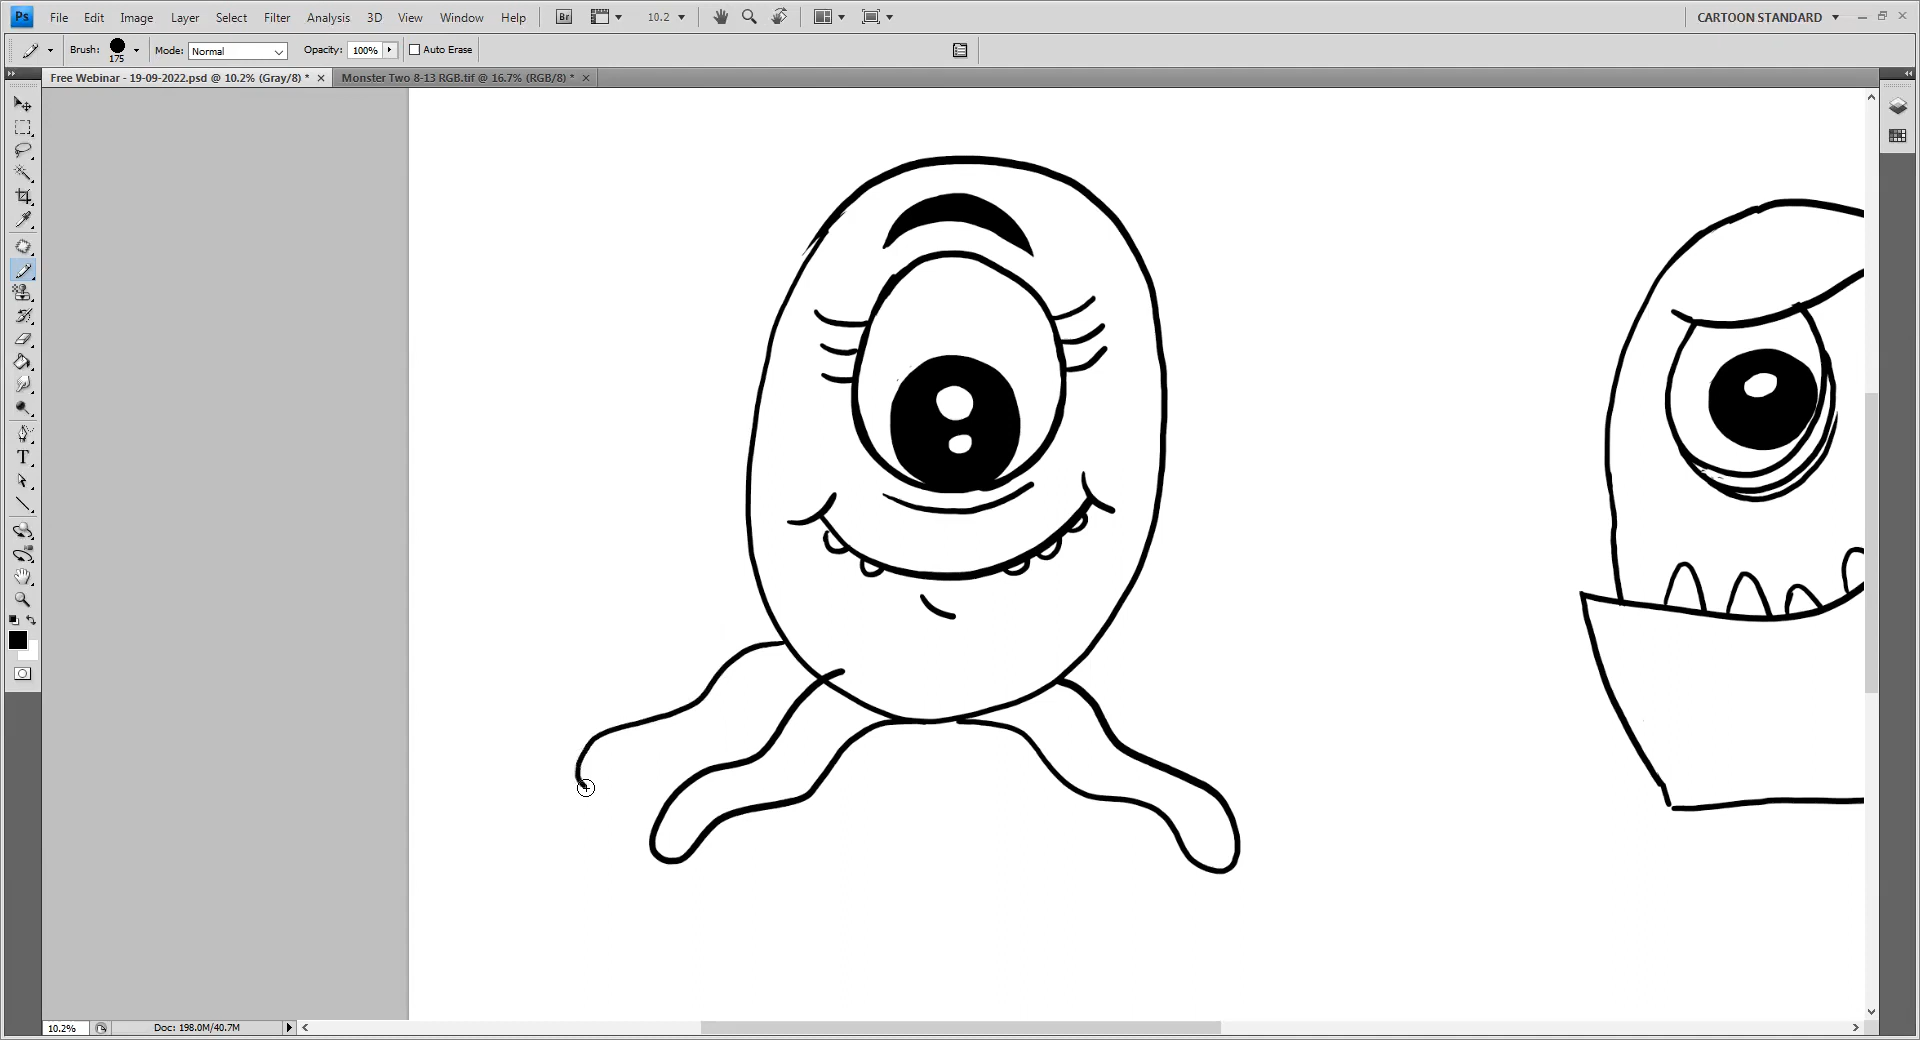 Ps File Edit Image Layer Select Filter Analysis 3D View Window Help Br 10.2 CARTOON STANDARD
Brush: 175 Mode: Normal Opacity: 100% Auto Erase
Free Webinar - 19-09-2022.psd @ 10.2% (Gray/8) * Monster Two 8-13 RGB.tif @ 16.7% (RGB/8) *
T
10.2% Doc: 198.0M/40.7M